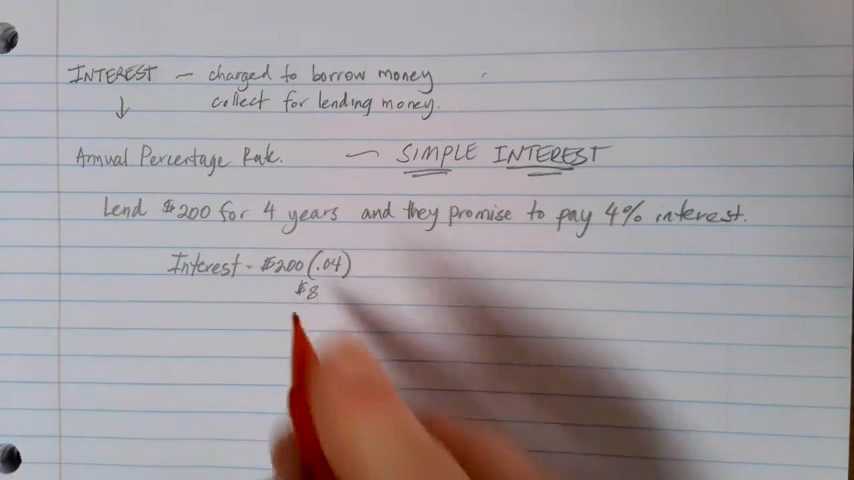 INTEREST — charged to borrow money
↓ collect for lending money.
Annual Percentage Rate. — SIMPLE INTEREST
Lend $200 for 4 years and they promise to pay 4% interest.
Interest - $200(.04)
$8